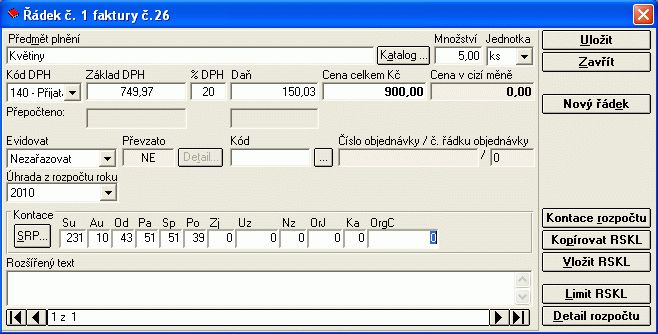 Řádek č. 1 faktury č.26
Předmět plnění Množství Jednotka
Květiny Katalog ... 5,00 ks
Kód DPH Základ DPH % DPH Daň Cena celkem Kč Cena v cizí měně
140 - Přijat 749,97 20 150,03 900,00 0,00
Přepočteno:
Evidovat Převzato Kód Číslo objednávky / č. řádku objednávky
Nezařazovat NE Detail... ... / 0
Úhrada z rozpočtu roku
2010
Kontace
Su Au Od Pa Sp Po Zj Uz Nz OrJ Ka OrgC
SRP... 231 10 43 51 51 39 0 0 0 0 0 0
Rozšířený text
1 z 1
Uložit
Zavřít
Nový řádek
Kontace rozpočtu
Kopírovat RSKL
Vložit RSKL
Limit RSKL
Detail rozpočtu